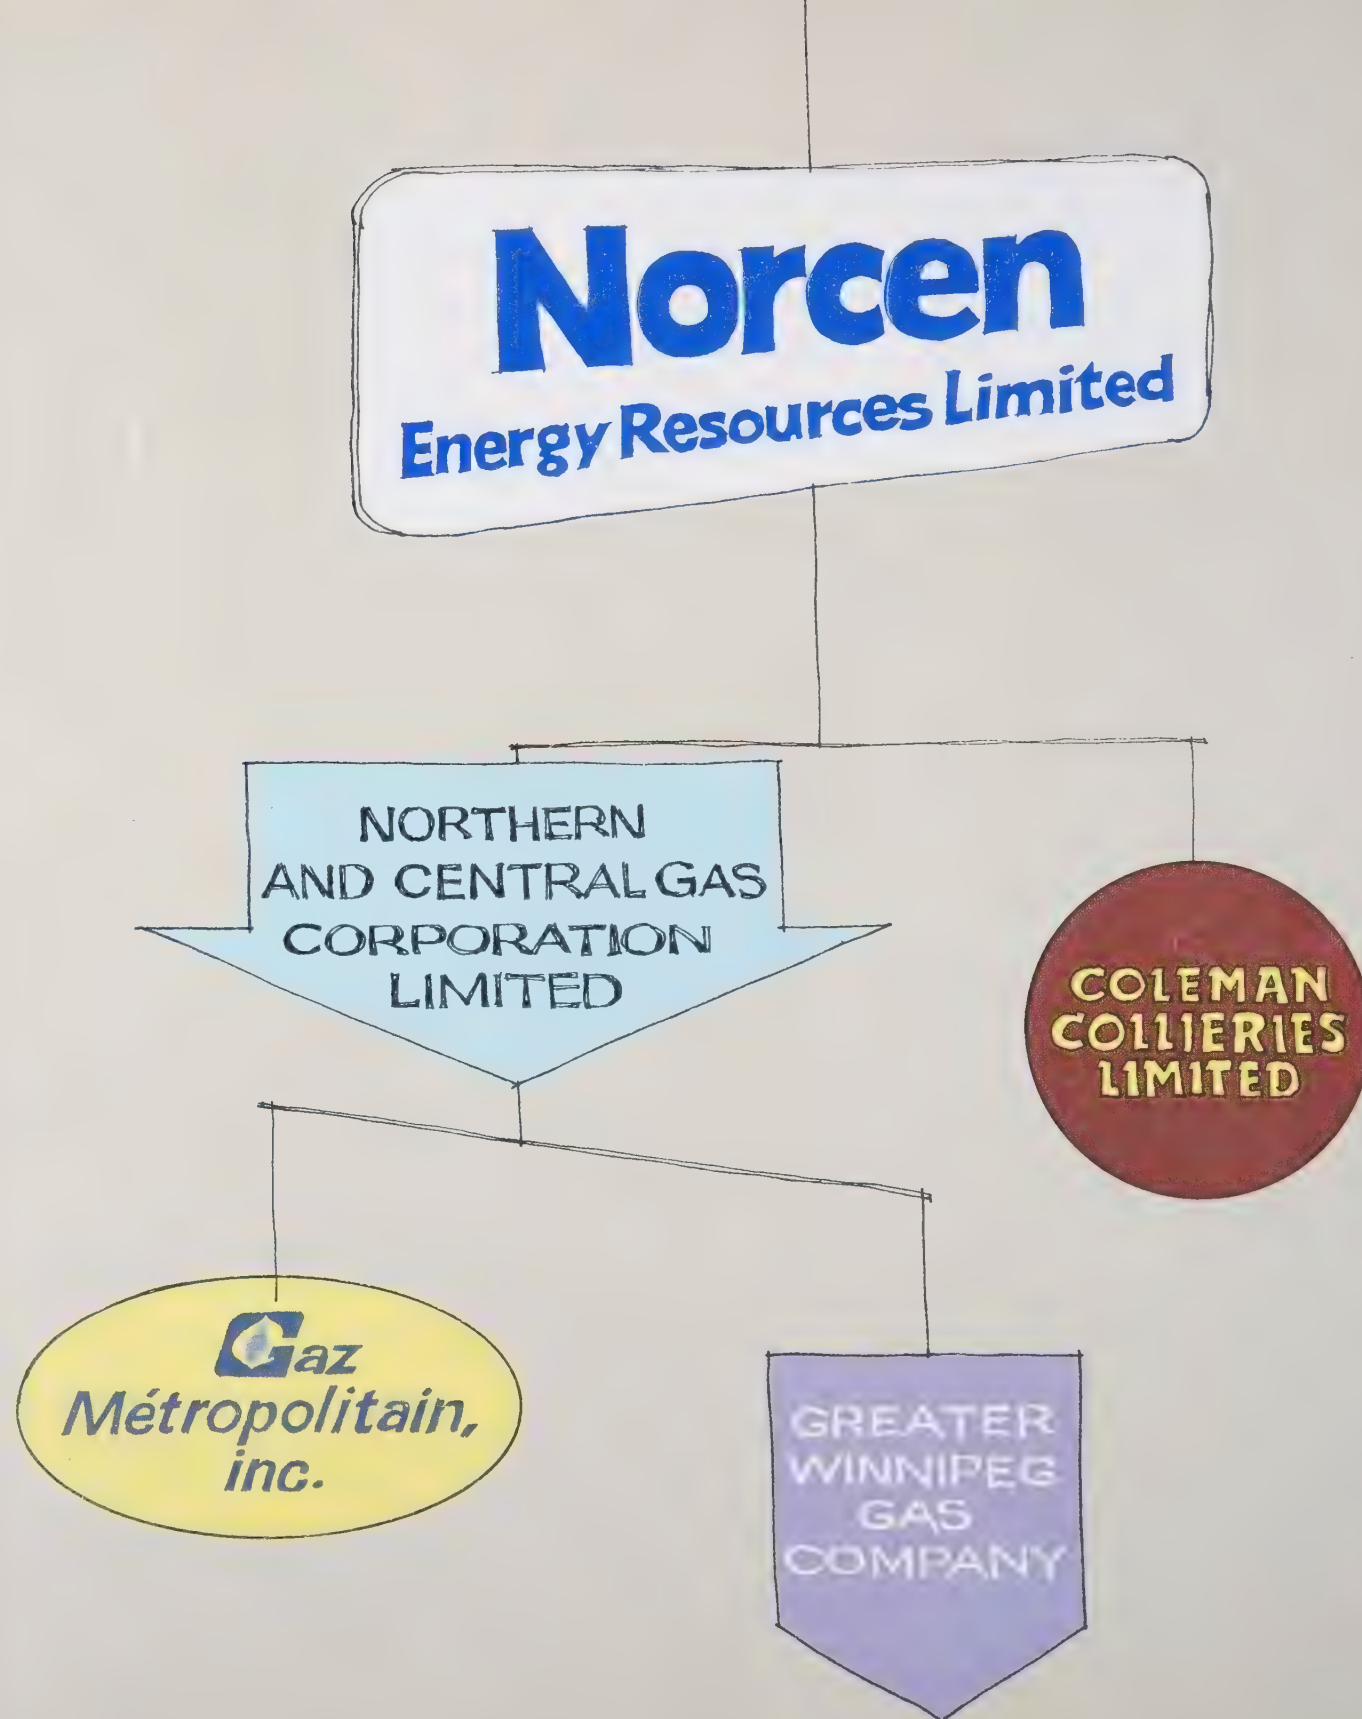 Norcen
Energy Resources Limited
NORTHERN
AND CENTRAL GAS
CORPORATION
LIMITED
COLEMAN
COLLIERIES
LIMITED
Gaz
Métropolitain,
inc.
GREATER
WINNIPEG
GAS
COMPANY